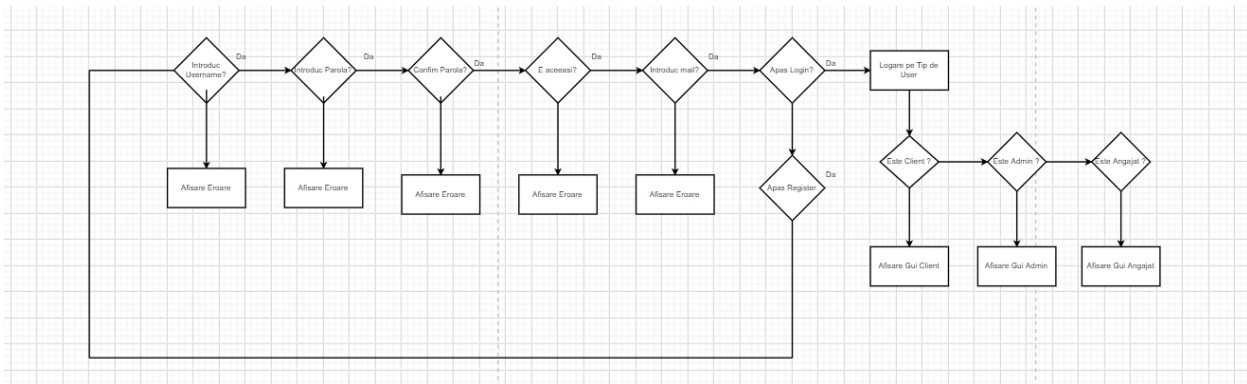 Introduc
Username?
Da
Introduc Parola?
Da
Confim Parola?
Da
E aceeasi?
Da
Introduc mail?
Da
Apas Login?
Da
Logare pe Tip de
User
Este Client ?
Este Admin ?
Este Angajat ?
Afisare Eroare
Afisare Eroare
Afisare Eroare
Afisare Eroare
Afisare Eroare
Apas Register
Da
Afisare Gui Client
Afisare Gui Admin
Afisare Gui Angajat